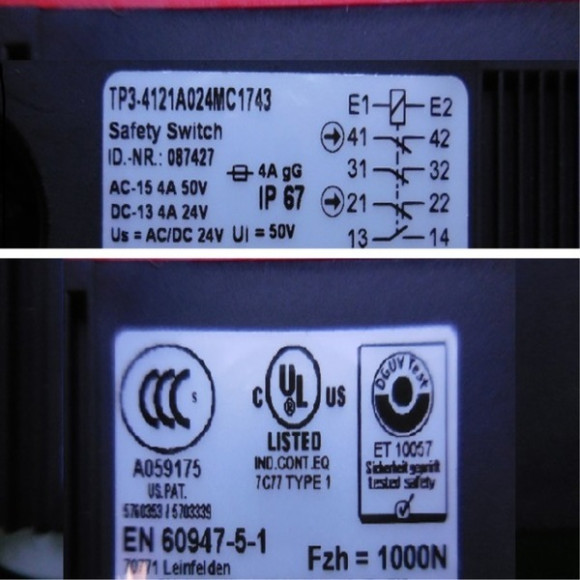 TP3-4121A024MC1743
Safety Switch
ID.-NR.: 087427
AC-15 4A 50V
4A gG
DC-13 4A 24V
IP 67
Us = AC/DC 24V UI = 50V
E1 E2
41 42
31 32
21 22
13 14
CCC S
A059175
US.PAT.
5760353 / 5703339
C UL ® US
LISTED
IND.CONT.EQ
7C77 TYPE 1
DGUV Test
ET 10057
Sicherheit geprüft
tested safety
EN 60947-5-1
70771 Leinfelden
Fzh = 1000N